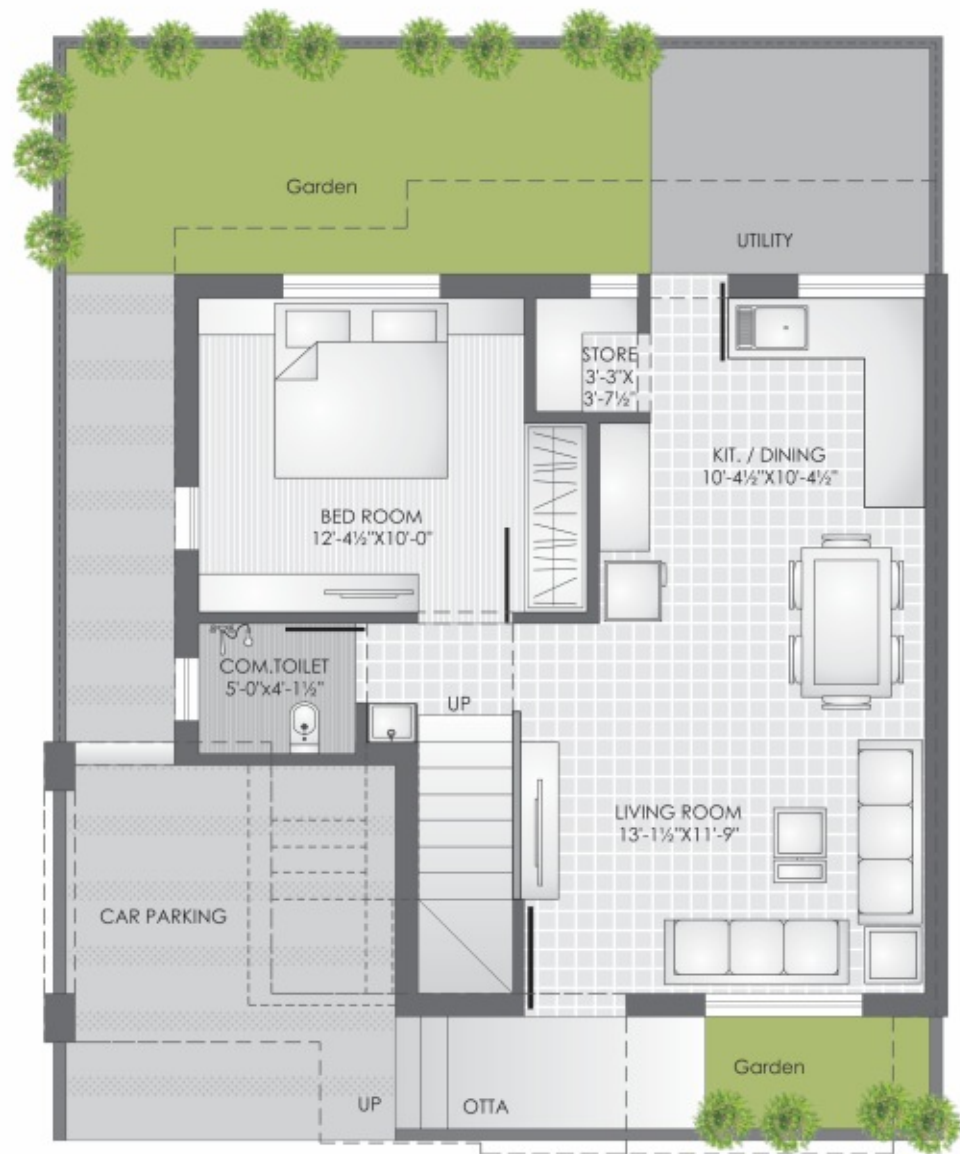 Garden
UTILITY
STORE
3'-3"X
3'-7½"
KIT. / DINING
10'-4½"X10'-4½"
BED ROOM
12'-4½"X10'-0"
COM.TOILET
5'-0"x4'-1½"
UP
LIVING ROOM
13'-1½"X11'-9"
CAR PARKING
Garden
UP
OTTA